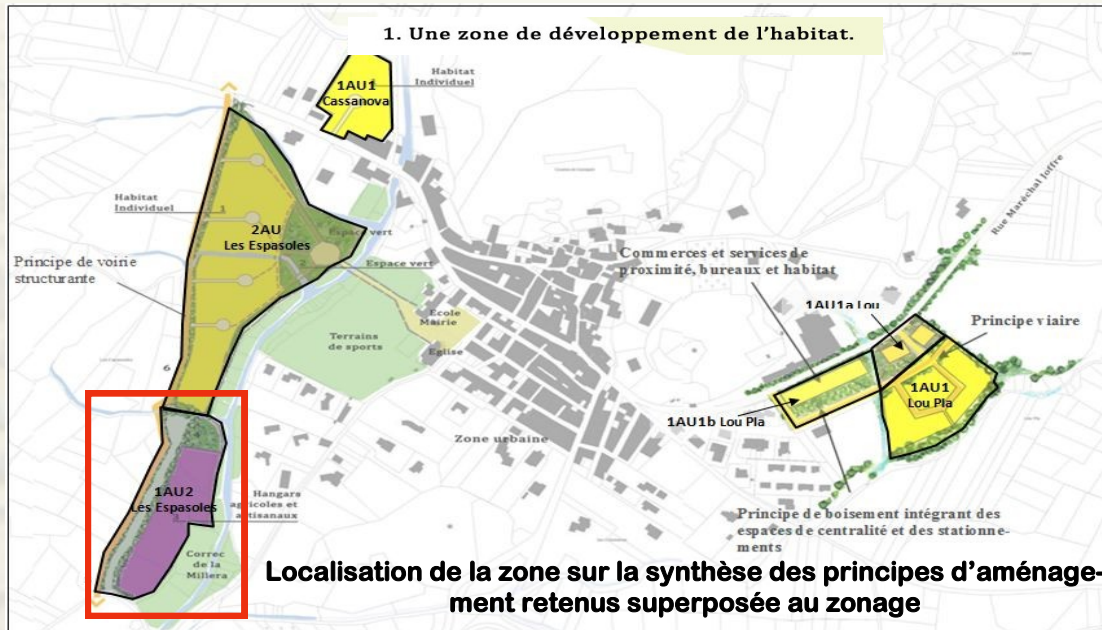 1. Une zone de développement de l'habitat.
Habitat
Individuel
1AU1
Cassanova
Habitat
Individuel
1
2AU
Les Espasoles
Espace vert
2
Espace vert
Principe de voirie
structurante
Ecole
Mairie
Eglise
Terrains
de sports
6
Rue Maréchal Joffre
Commerces et services de
proximité, bureaux et habitat
1AU1a Lou
Principe viaire
1AU1
Lou Pla
1AU1b Lou Pla
Zone urbaine
1AU2
Les Espasoles
3
Hangars
agricoles et
artisanaux
Correc
de la
Millera
Principe de boisement intégrant des
espaces de centralité et des stationne-
ments
Localisation de la zone sur la synthèse des principes d'aménage-
ment retenus superposée au zonage